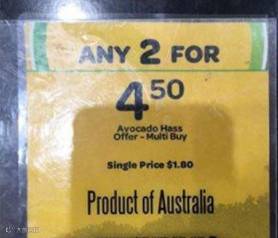 ANY 2 FOR
4.50
Avocado Hass
Offer - Multi Buy
Single Price $1.80
Product of Australia